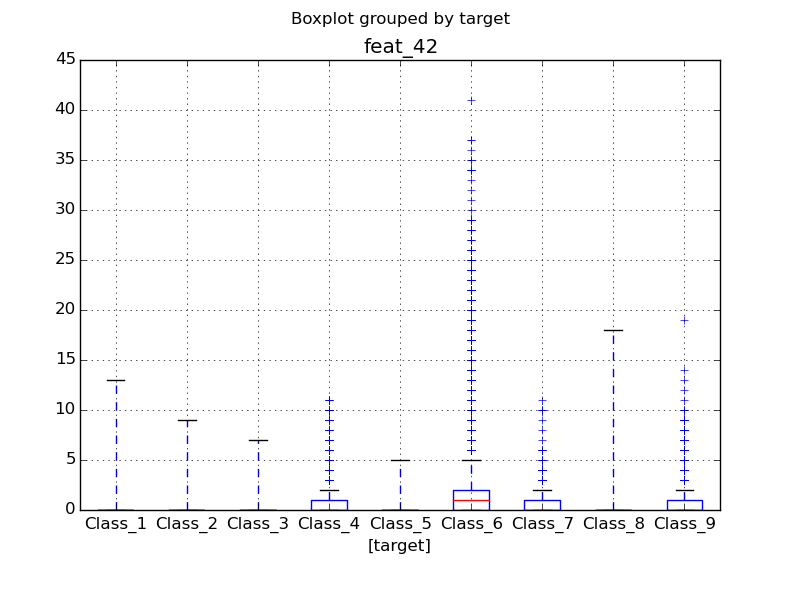 Boxplot grouped by target
feat_42
45
40
35
30
25
20
15
10
5
0
Class_1 Class_2 Class_3 Class_4 Class_5 Class_6 Class_7 Class_8 Class_9
[target]